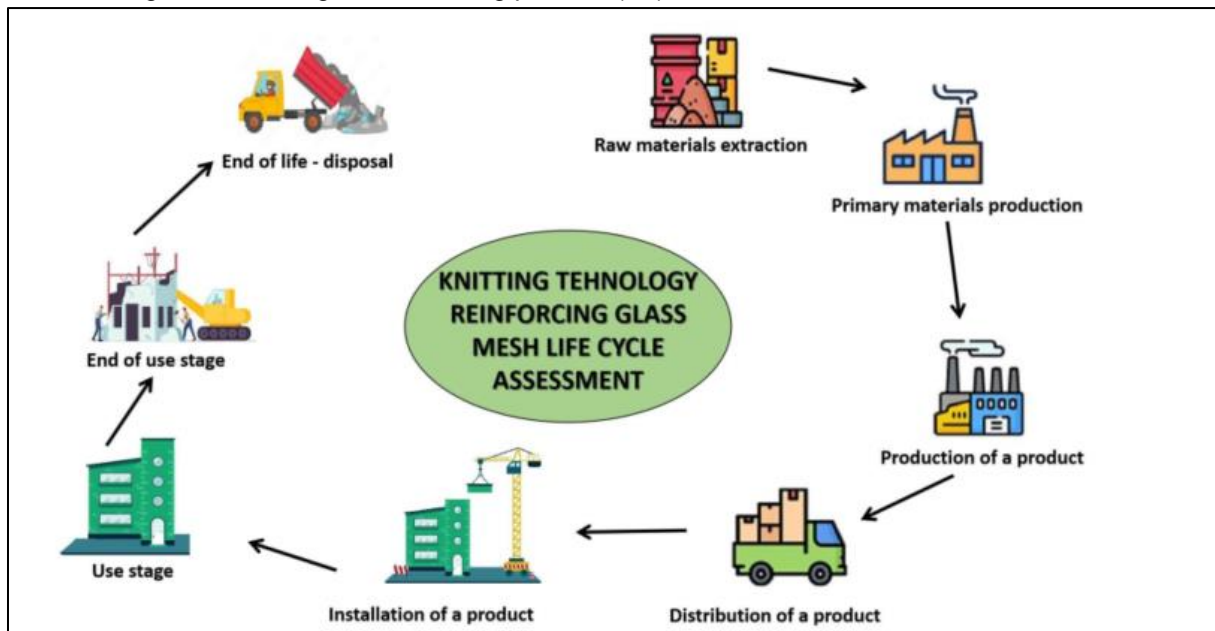 Raw materials extraction
Primary materials production
Production of a product
Distribution of a product
Installation of a product
Use stage
End of use stage
End of life - disposal
KNITTING TEHNOLOGY
REINFORCING GLASS
MESH LIFE CYCLE
ASSESSMENT